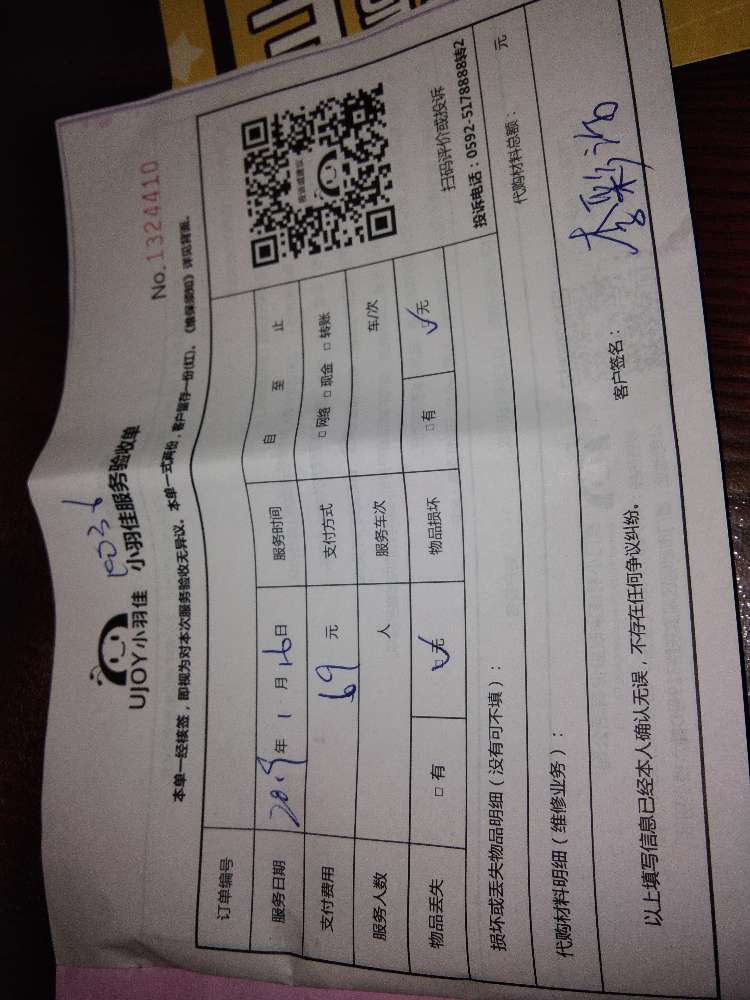 No.1324410
UJOY小羽佳 小羽佳服务验收单
本单一经核签，即视为对本次服务验收无异议。本单一式两份，客户留存一份(红)。《维保须知》详见背面。
订单编号
服务日期 2019年 1月 16日 服务时间 自 至 止
支付费用 69 元 支付方式 □网络 □现金 □转账
服务人数 人 服务车次 车/次
物品丢失 □有 □无 物品损坏 □有 □无
扫码评价或投诉
投诉电话：0592-5178888转2
损坏或丢失物品明细（没有可不填）：
代购材料明细（维修业务）： 代购材料总额： 元
以上填写信息已经本人确认无误，不存在任何争议纠纷。 客户签名：